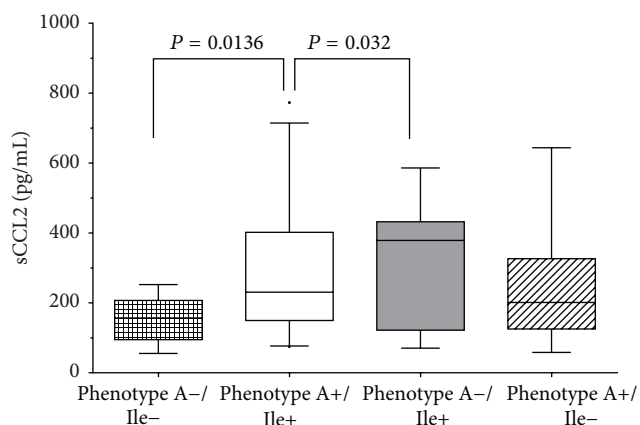 1000
P = 0.0136
P = 0.032
800
600
400
200
0
sCCL2 (pg/mL)
Phenotype A−/
Ile−
Phenotype A+/
Ile+
Phenotype A−/
Ile+
Phenotype A+/
Ile−